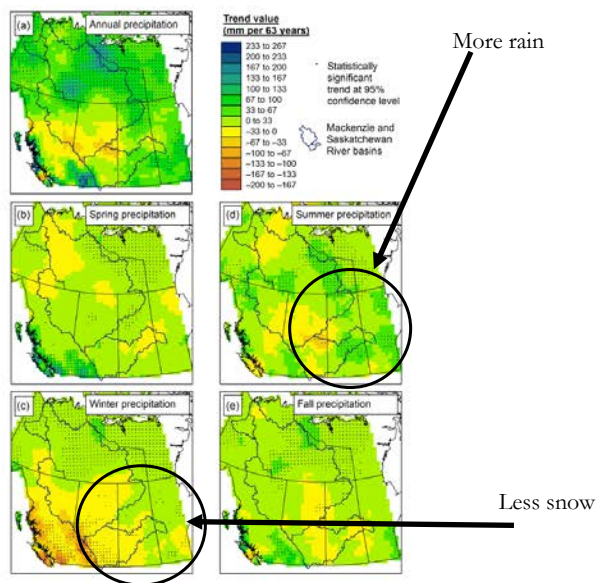 (a) Annual precipitation
Trend value
(mm per 63 years)
233 to 267
200 to 233
167 to 200
133 to 167
100 to 133
67 to 100
33 to 67
0 to 33
−33 to 0
−67 to −33
−100 to −67
−133 to −100
−167 to −133
−200 to −167
Statistically
significant
trend at 95%
confidence level
Mackenzie and
Saskatchewan
River basins
More rain
(b) Spring precipitation
(d) Summer precipitation
(c) Winter precipitation
(e) Fall precipitation
Less snow